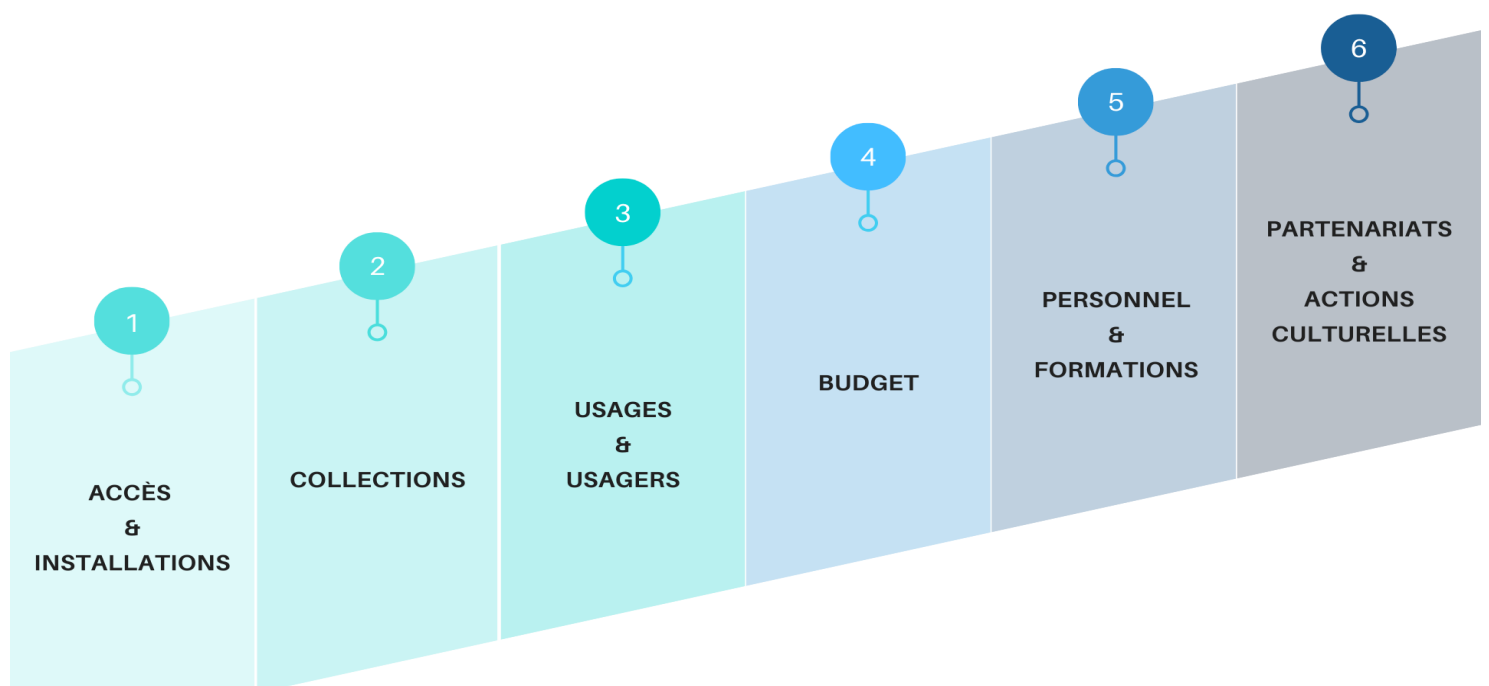 1
ACCÈS
&
INSTALLATIONS
2
COLLECTIONS
3
USAGES
&
USAGERS
4
BUDGET
5
PERSONNEL
&
FORMATIONS
6
PARTENARIATS
&
ACTIONS
CULTURELLES